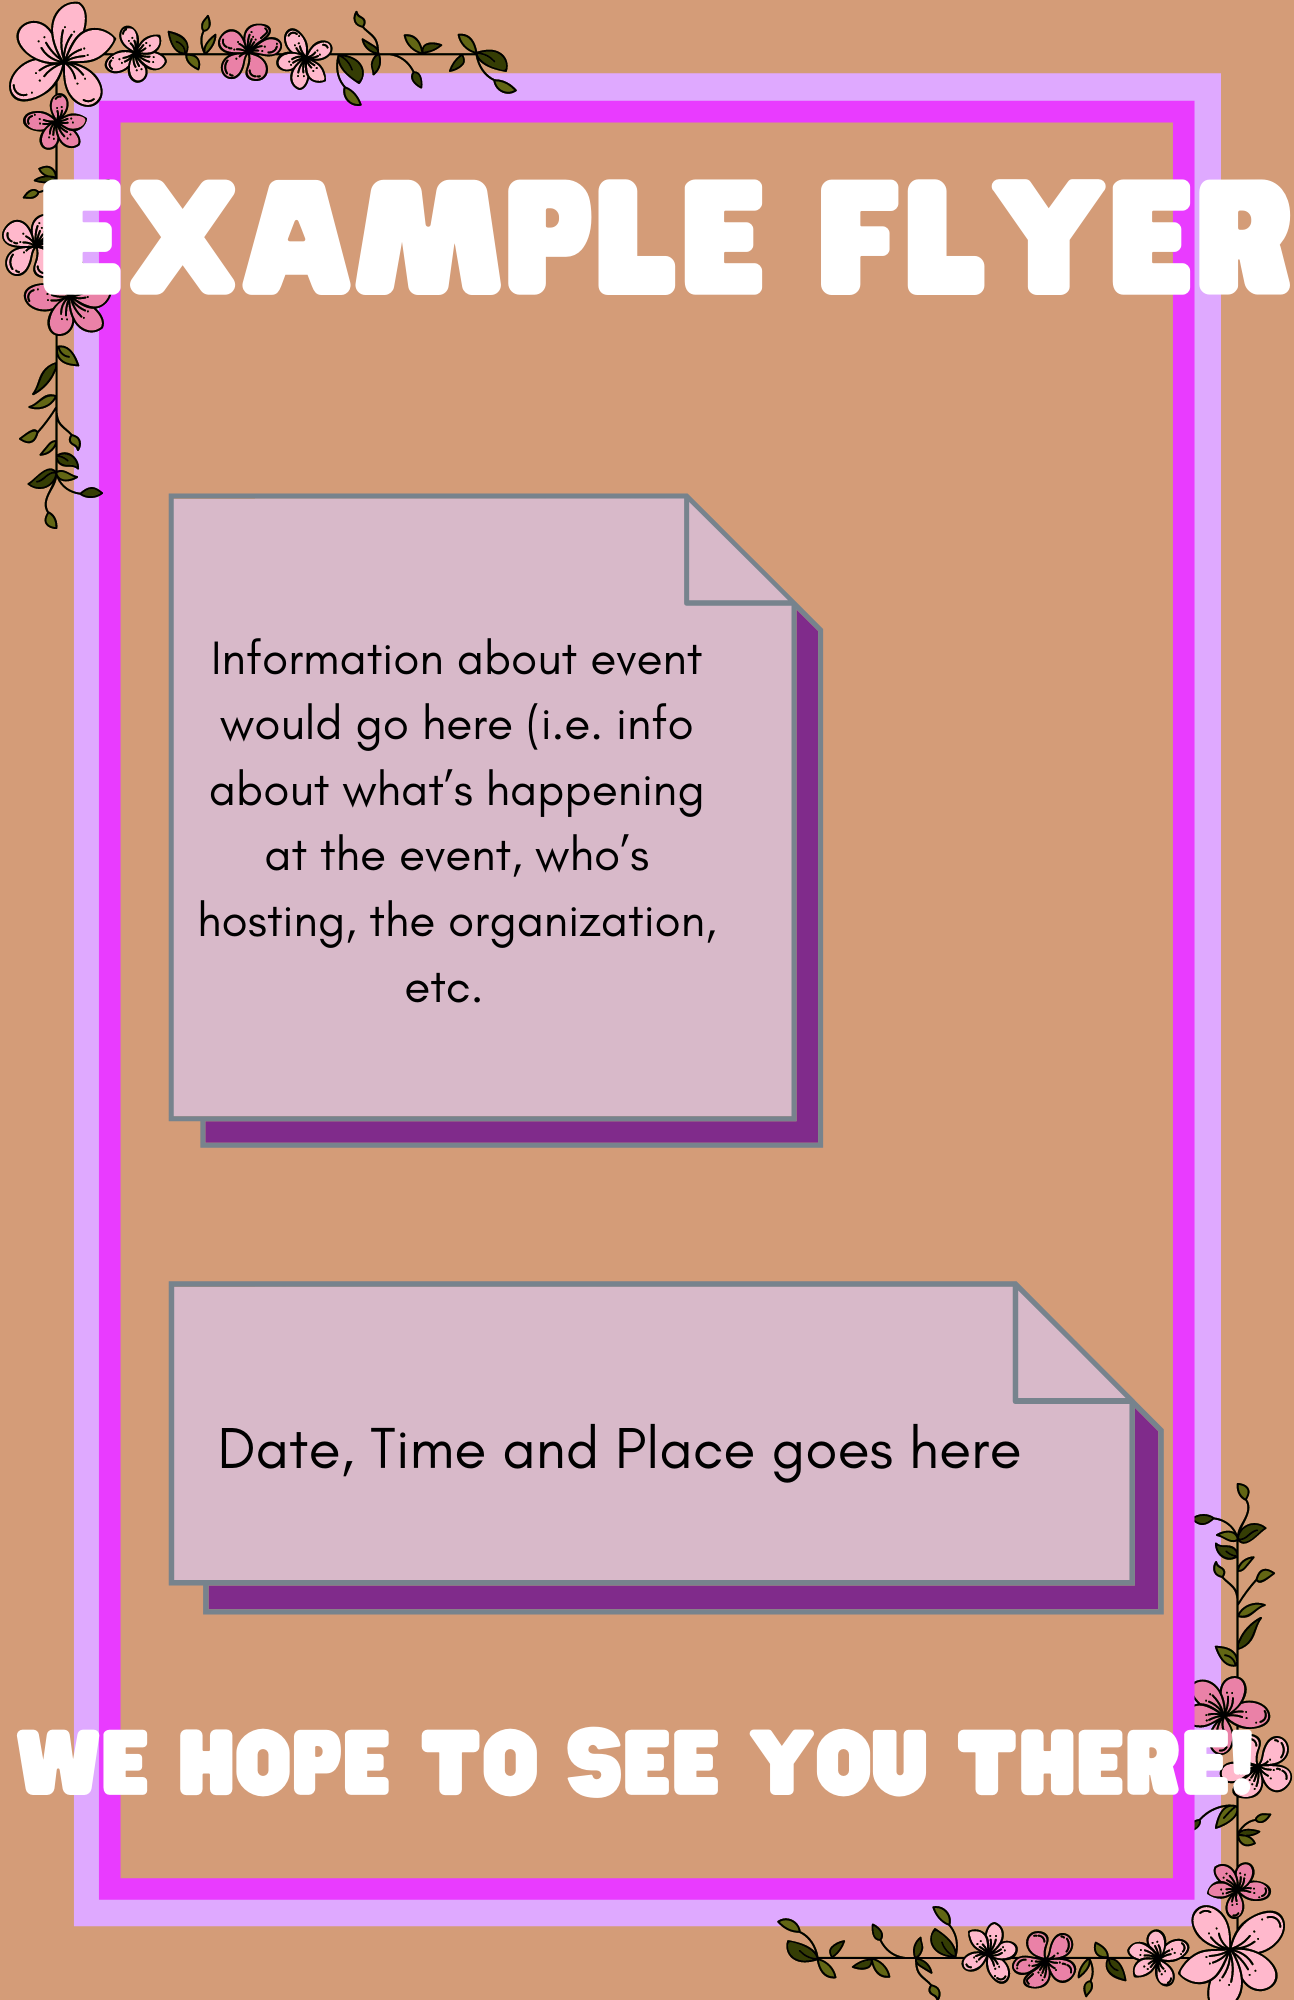 EXAMPLE FLYER
Information about event
would go here (i.e. info
about what's happening
at the event, who's
hosting, the organization,
etc.
Date, Time and Place goes here
WE HOPE TO SEE YOU THERE!